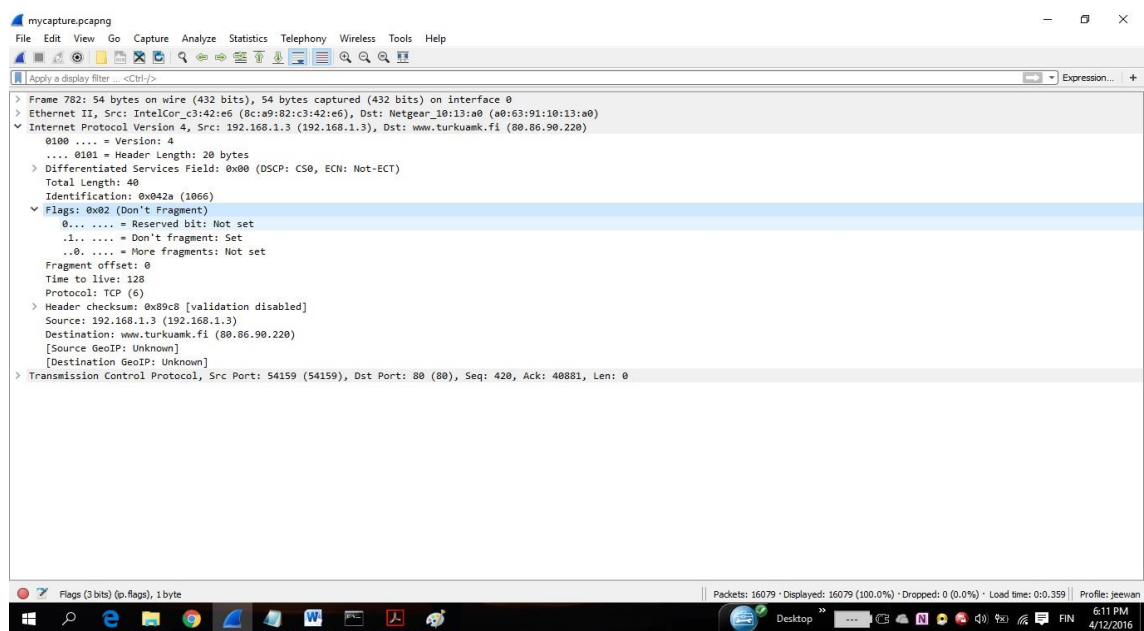 mycapture.pcapng
File Edit View Go Capture Analyze Statistics Telephony Wireless Tools Help
Apply a display filter ... <Ctrl-/>
Expression... +
> Frame 782: 54 bytes on wire (432 bits), 54 bytes captured (432 bits) on interface 0
> Ethernet II, Src: IntelCor_c3:42:e6 (8c:a9:82:c3:42:e6), Dst: Netgear_10:13:a0 (a0:63:91:10:13:a0)
Internet Protocol Version 4, Src: 192.168.1.3 (192.168.1.3), Dst: www.turkuamk.fi (80.86.90.220)
0100 .... = Version: 4
.... 0101 = Header Length: 20 bytes
> Differentiated Services Field: 0x00 (DSCP: CS0, ECN: Not-ECT)
Total Length: 40
Identification: 0x042a (1066)
Flags: 0x02 (Don't Fragment)
0... .... = Reserved bit: Not set
.1.. .... = Don't fragment: Set
..0. .... = More fragments: Not set
Fragment offset: 0
Time to live: 128
Protocol: TCP (6)
> Header checksum: 0x89c8 [validation disabled]
Source: 192.168.1.3 (192.168.1.3)
Destination: www.turkuamk.fi (80.86.90.220)
[Source GeoIP: Unknown]
[Destination GeoIP: Unknown]
> Transmission Control Protocol, Src Port: 54159 (54159), Dst Port: 80 (80), Seq: 420, Ack: 40881, Len: 0
Flags (3 bits) (ip.flags), 1 byte
Packets: 16079 · Displayed: 16079 (100.0%) · Dropped: 0 (0.0%) · Load time: 0:0.359
Profile: jeewan
Desktop
FIN
6:11 PM
4/12/2016